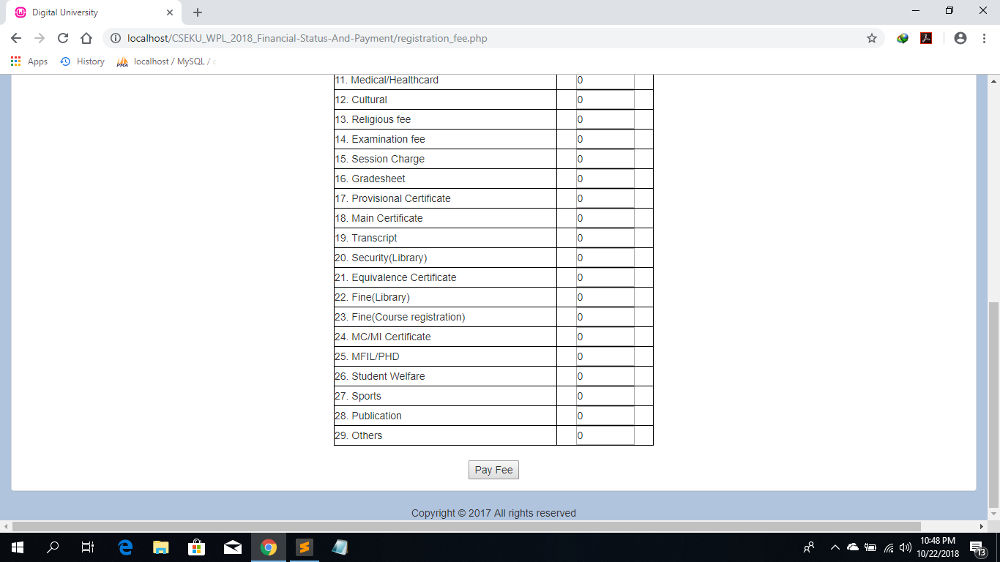 Digital University
localhost/CSEKU_WPL_2018_Financial-Status-And-Payment/registration_fee.php
Apps History localhost / MySQL /
11. Medical/Healthcard 0
12. Cultural 0
13. Religious fee 0
14. Examination fee 0
15. Session Charge 0
16. Gradesheet 0
17. Provisional Certificate 0
18. Main Certificate 0
19. Transcript 0
20. Security(Library) 0
21. Equivalence Certificate 0
22. Fine(Library) 0
23. Fine(Course registration) 0
24. MC/MI Certificate 0
25. MFIL/PHD 0
26. Student Welfare 0
27. Sports 0
28. Publication 0
29. Others 0
Pay Fee
Copyright © 2017 All rights reserved
10:48 PM
10/22/2018
13